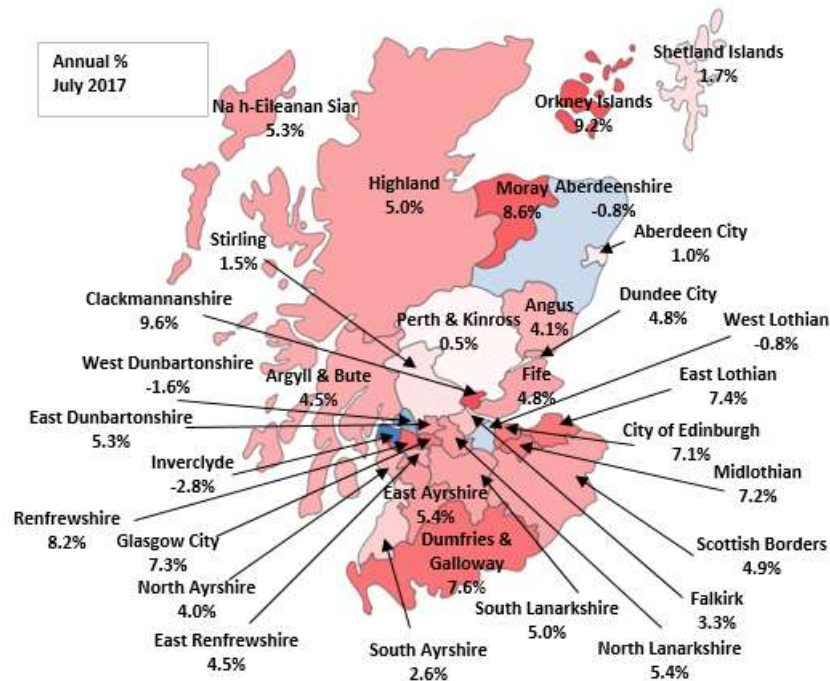 Annual %
July 2017
Shetland Islands
1.7%
Orkney Islands
9.2%
Na h-Eileanan Siar
5.3%
Highland
5.0%
Moray
8.6%
Aberdeenshire
-0.8%
Aberdeen City
1.0%
Stirling
1.5%
Clackmannanshire
9.6%
Perth & Kinross
0.5%
Angus
4.1%
Dundee City
4.8%
West Lothian
-0.8%
West Dunbartonshire
-1.6%
Argyll & Bute
4.5%
Fife
4.8%
East Lothian
7.4%
East Dunbartonshire
5.3%
City of Edinburgh
7.1%
Inverclyde
-2.8%
Midlothian
7.2%
Renfrewshire
8.2%
Glasgow City
7.3%
East Ayrshire
5.4%
Dumfries &
Galloway
7.6%
Scottish Borders
4.9%
North Ayrshire
4.0%
South Lanarkshire
5.0%
Falkirk
3.3%
East Renfrewshire
4.5%
South Ayrshire
2.6%
North Lanarkshire
5.4%